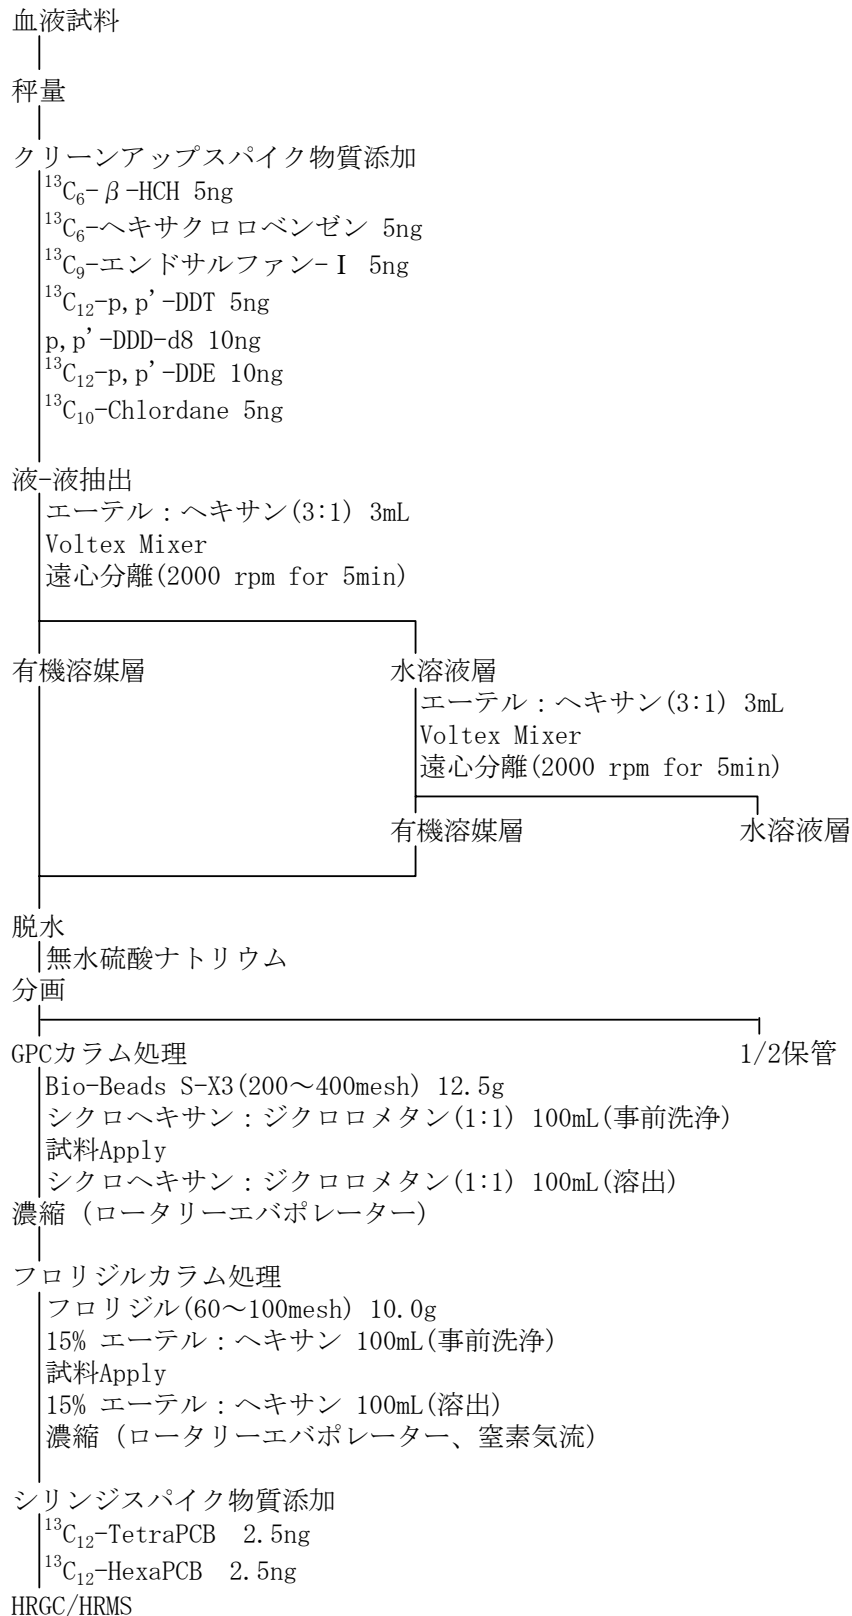 血液試料
秤量
クリーンアップスパイク物質添加
¹³C₆-β-HCH 5ng
¹³C₆-ヘキサクロロベンゼン 5ng
¹³C₉-エンドサルファン-Ⅰ 5ng
¹³C₁₂-p,p'-DDT 5ng
p,p'-DDD-d8 10ng
¹³C₁₂-p,p'-DDE 10ng
¹³C₁₀-Chlordane 5ng
液-液抽出
エーテル：ヘキサン(3:1) 3mL
Voltex Mixer
遠心分離(2000 rpm for 5min)
有機溶媒層 水溶液層
エーテル：ヘキサン(3:1) 3mL
Voltex Mixer
遠心分離(2000 rpm for 5min)
有機溶媒層 水溶液層
脱水
無水硫酸ナトリウム
分画
GPCカラム処理 1/2保管
Bio-Beads S-X3(200～400mesh) 12.5g
シクロヘキサン：ジクロロメタン(1:1) 100mL(事前洗浄)
試料Apply
シクロヘキサン：ジクロロメタン(1:1) 100mL(溶出)
濃縮（ロータリーエバポレーター）
フロリジルカラム処理
フロリジル(60～100mesh) 10.0g
15% エーテル：ヘキサン 100mL(事前洗浄)
試料Apply
15% エーテル：ヘキサン 100mL(溶出)
濃縮（ロータリーエバポレーター、窒素気流）
シリンジスパイク物質添加
¹³C₁₂-TetraPCB 2.5ng
¹³C₁₂-HexaPCB 2.5ng
HRGC/HRMS